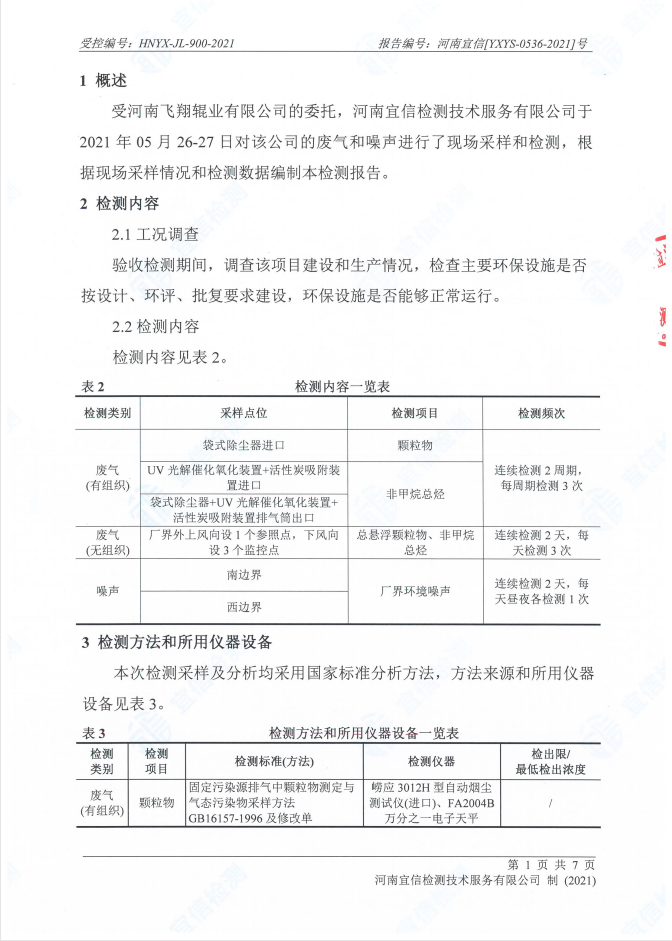 受控编号：HNYX-JL-900-2021 报告编号：河南宜信[YXYS-0536-2021]号
1 概述
受河南飞翔辊业有限公司的委托，河南宜信检测技术服务有限公司于
2021 年 05 月 26-27 日对该公司的废气和噪声进行了现场采样和检测，根
据现场采样情况和检测数据编制本检测报告。
2 检测内容
2.1 工况调查
验收检测期间，调查该项目建设和生产情况，检查主要环保设施是否
按设计、环评、批复要求建设，环保设施是否能够正常运行。
2.2 检测内容
检测内容见表 2。
表 2 检测内容一览表
检测类别 采样点位 检测项目 检测频次
废气
(有组织)
袋式除尘器进口 颗粒物
UV 光解催化氧化装置+活性炭吸附装
置进口
袋式除尘器+UV 光解催化氧化装置+
活性炭吸附装置排气筒出口
非甲烷总烃
连续检测 2 周期，
每周期检测 3 次
废气
(无组织)
厂界外上风向设 1 个参照点，下风向
设 3 个监控点
总悬浮颗粒物、非甲烷
总烃
连续检测 2 天，每
天检测 3 次
噪声
南边界
西边界
厂界环境噪声
连续检测 2 天，每
天昼夜各检测 1 次
3 检测方法和所用仪器设备
本次检测采样及分析均采用国家标准分析方法，方法来源和所用仪器
设备见表 3。
表 3 检测方法和所用仪器设备一览表
检测
类别
检测
项目
检测标准(方法)
检测仪器
检出限/
最低检出浓度
废气
(有组织)
颗粒物
固定污染源排气中颗粒物测定与
气态污染物采样方法
GB16157-1996 及修改单
崂应 3012H 型自动烟尘
测试仪(进口)、FA2004B
万分之一电子天平
/
第 1 页 共 7 页
河南宜信检测技术服务有限公司 制 (2021)
宜信检测